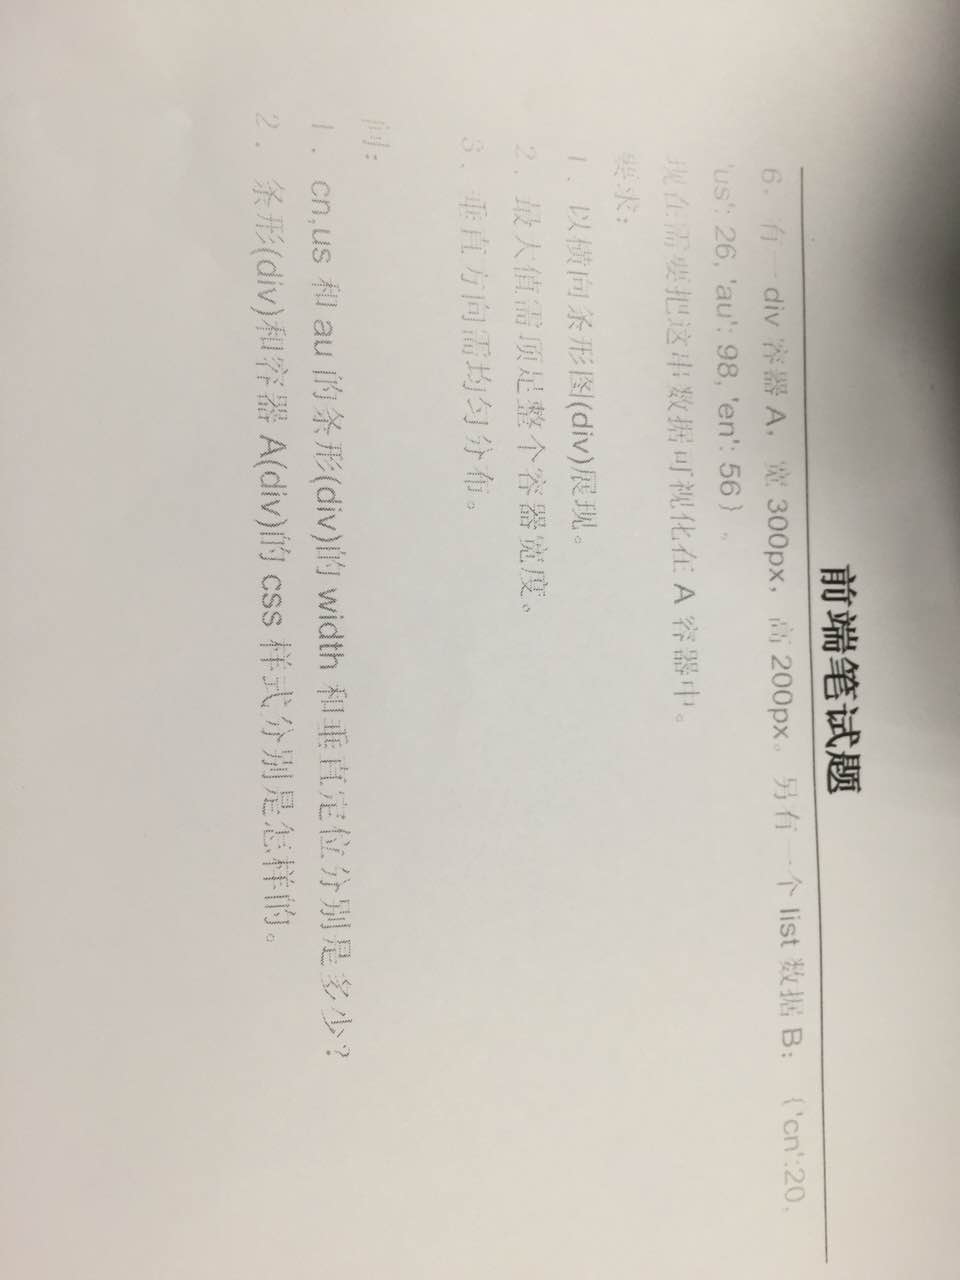 前端笔试题
6、有一 div 容器 A，宽 300px，高 200px。另有一个 list 数据 B：{'cn':20,
'us': 26, 'au': 98, 'en': 56}。
现在需要把这串数据可视化在 A 容器中。
要求：
1．以横向条形图(div)展现。
2．最大值需顶足整个容器宽度。
3、垂直方向需均匀分布。
问：
1．cn,us 和 au 的条形(div)的 width 和垂直定位分别是多少？
2．条形(div)和容器 A(div)的 css 样式分别是怎样的。